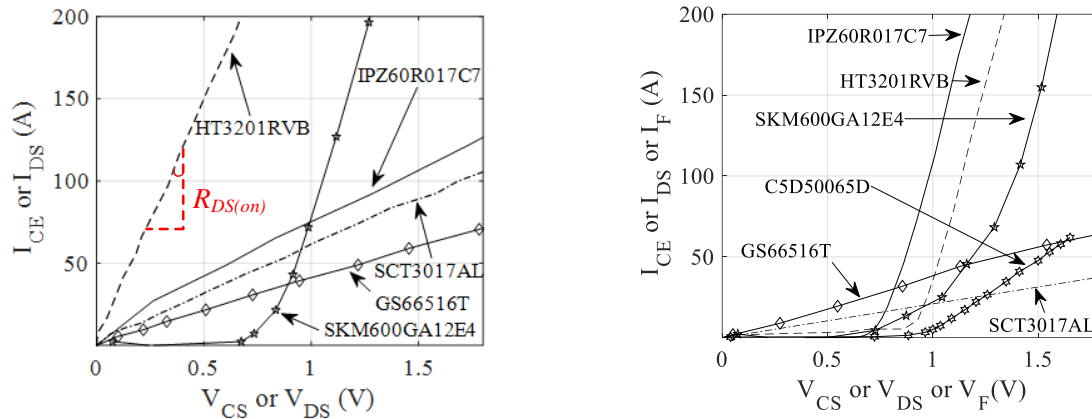 200
150
100
50
0
0.5
1
1.5
I_CE or I_DS (A)
V_CS or V_DS (V)
IPZ60R017C7
HT3201RVB
R_DS(on)
SCT3017AL
GS66516T
SKM600GA12E4
200
150
100
50
0
0.5
1
1.5
I_CE or I_DS or I_F (A)
V_CS or V_DS or V_F(V)
IPZ60R017C7
HT3201RVB
SKM600GA12E4
C5D50065D
GS66516T
SCT3017AL